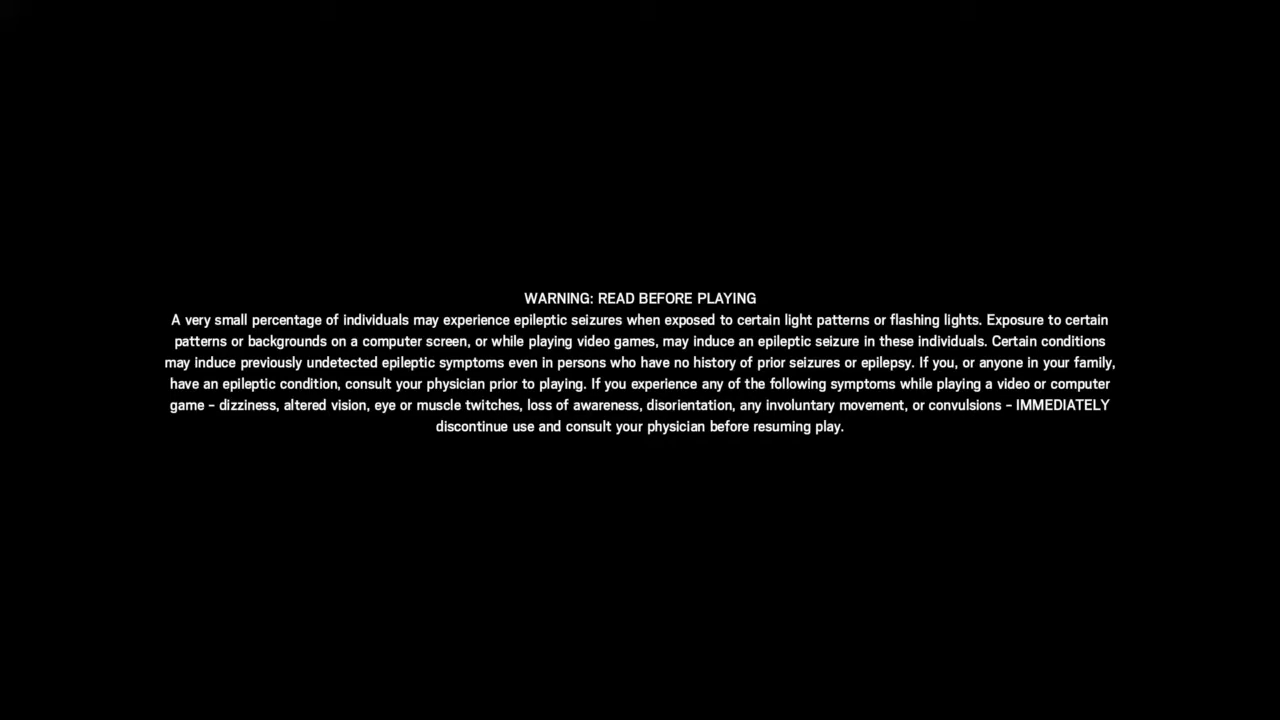 WARNING: READ BEFORE PLAYING
A very small percentage of individuals may experience epileptic seizures when exposed to certain light patterns or flashing lights. Exposure to certain
patterns or backgrounds on a computer screen, or while playing video games, may induce an epileptic seizure in these individuals. Certain conditions
may induce previously undetected epileptic symptoms even in persons who have no history of prior seizures or epilepsy. If you, or anyone in your family,
have an epileptic condition, consult your physician prior to playing. If you experience any of the following symptoms while playing a video or computer
game – dizziness, altered vision, eye or muscle twitches, loss of awareness, disorientation, any involuntary movement, or convulsions – IMMEDIATELY
discontinue use and consult your physician before resuming play.